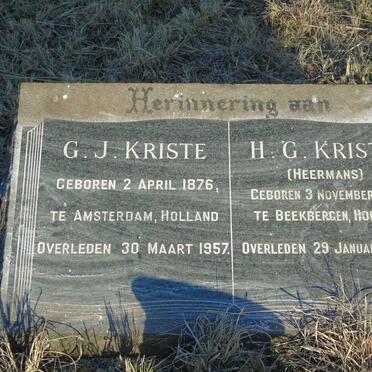 Herinnering aan
G. J. KRISTE
GEBOREN 2 APRIL 1876,
TE AMSTERDAM, HOLLAND
OVERLEDEN 30 MAART 1957.
H. G. KRIST
(HEERMANS)
GEBOREN 3 NOVEMBER
TE BEEKBERGEN, HO
OVERLEDEN 29 JANUA